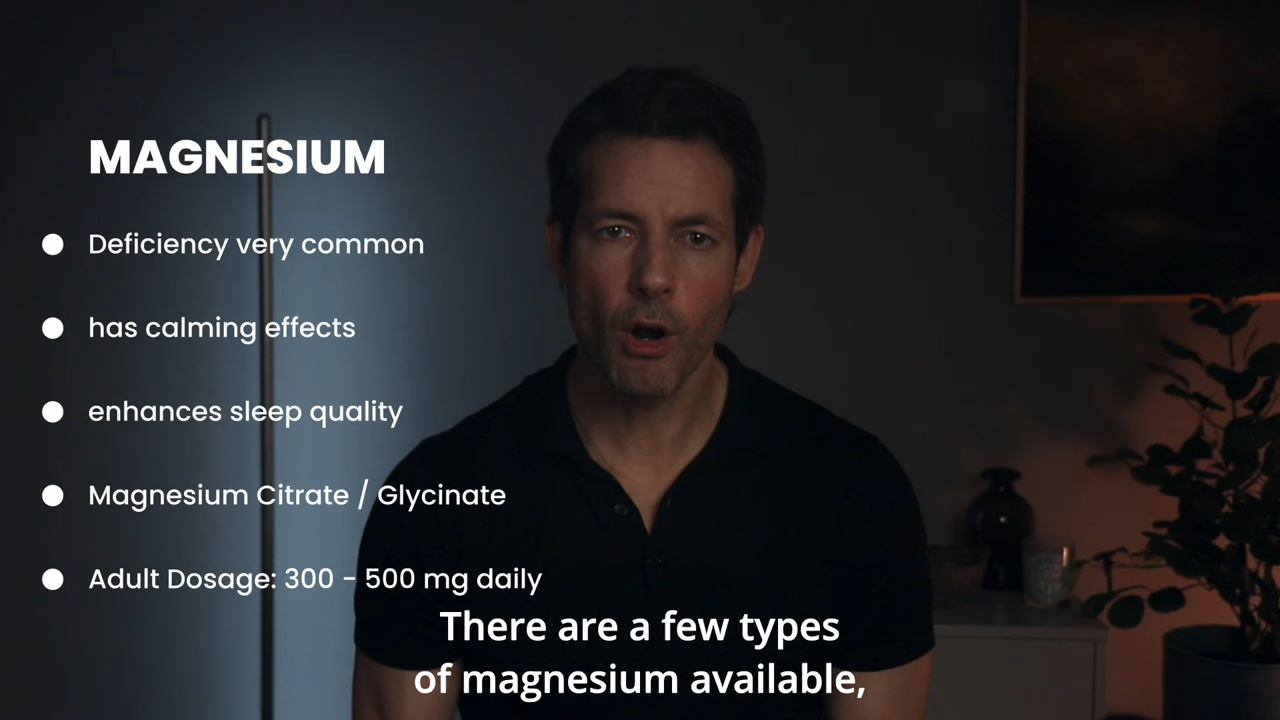 MAGNESIUM
Deficiency very common
has calming effects
enhances sleep quality
Magnesium Citrate / Glycinate
Adult Dosage: 300 - 500 mg daily
There are a few types
of magnesium available,